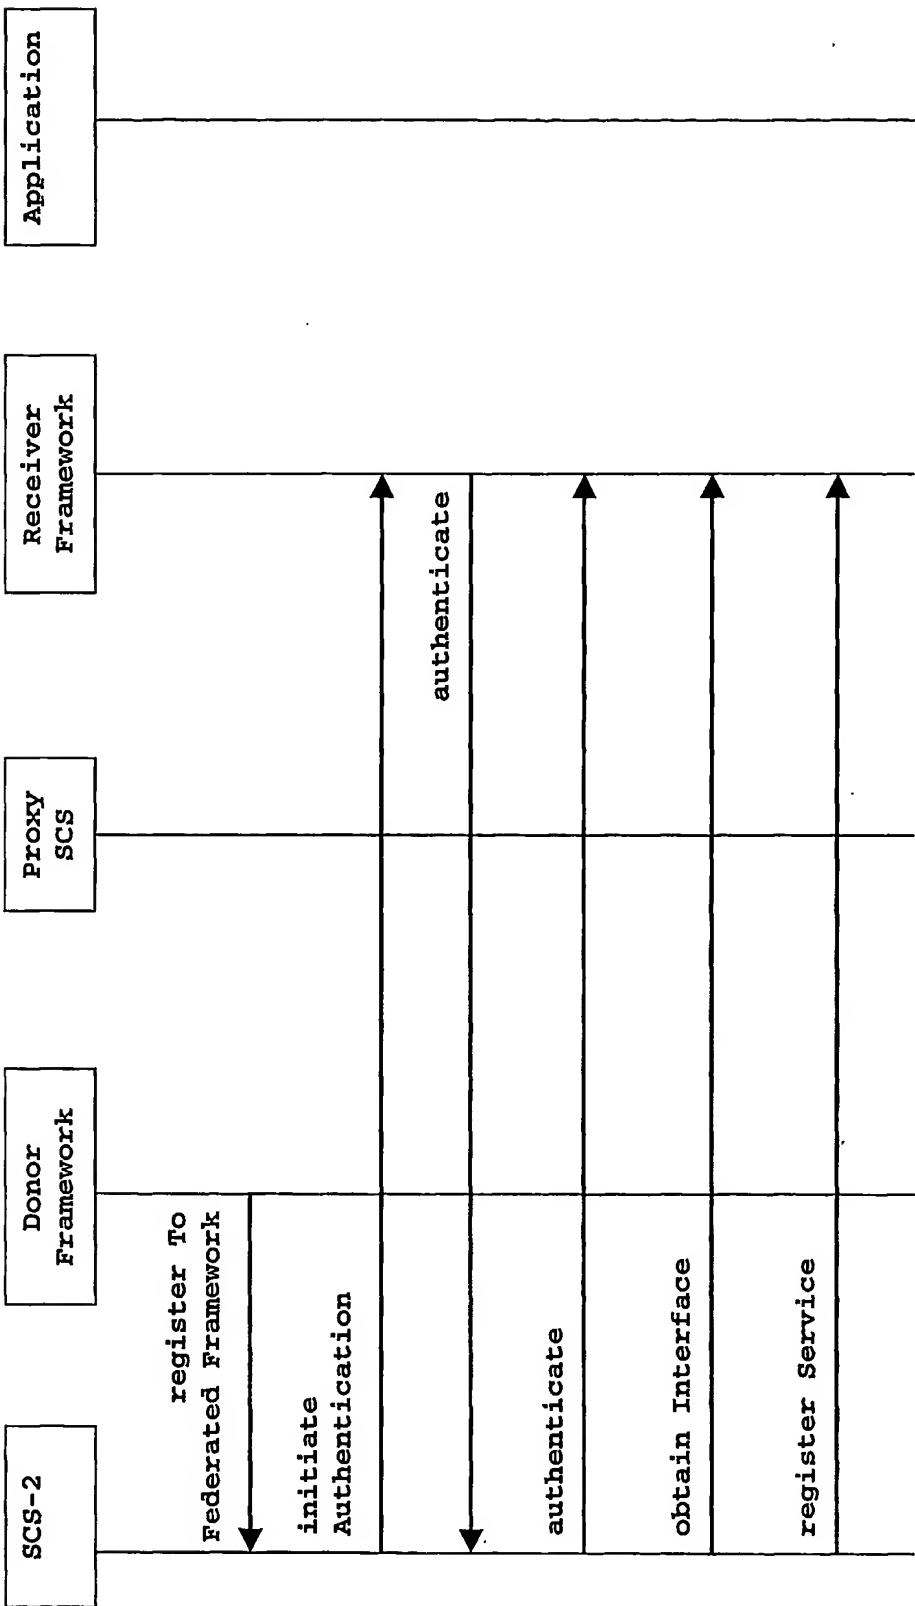 SCS-2
Donor
Framework
Proxy
SCS
Receiver
Framework
Application
register To
Federated Framework
initiate
Authentication
authenticate
authenticate
obtain Interface
register Service